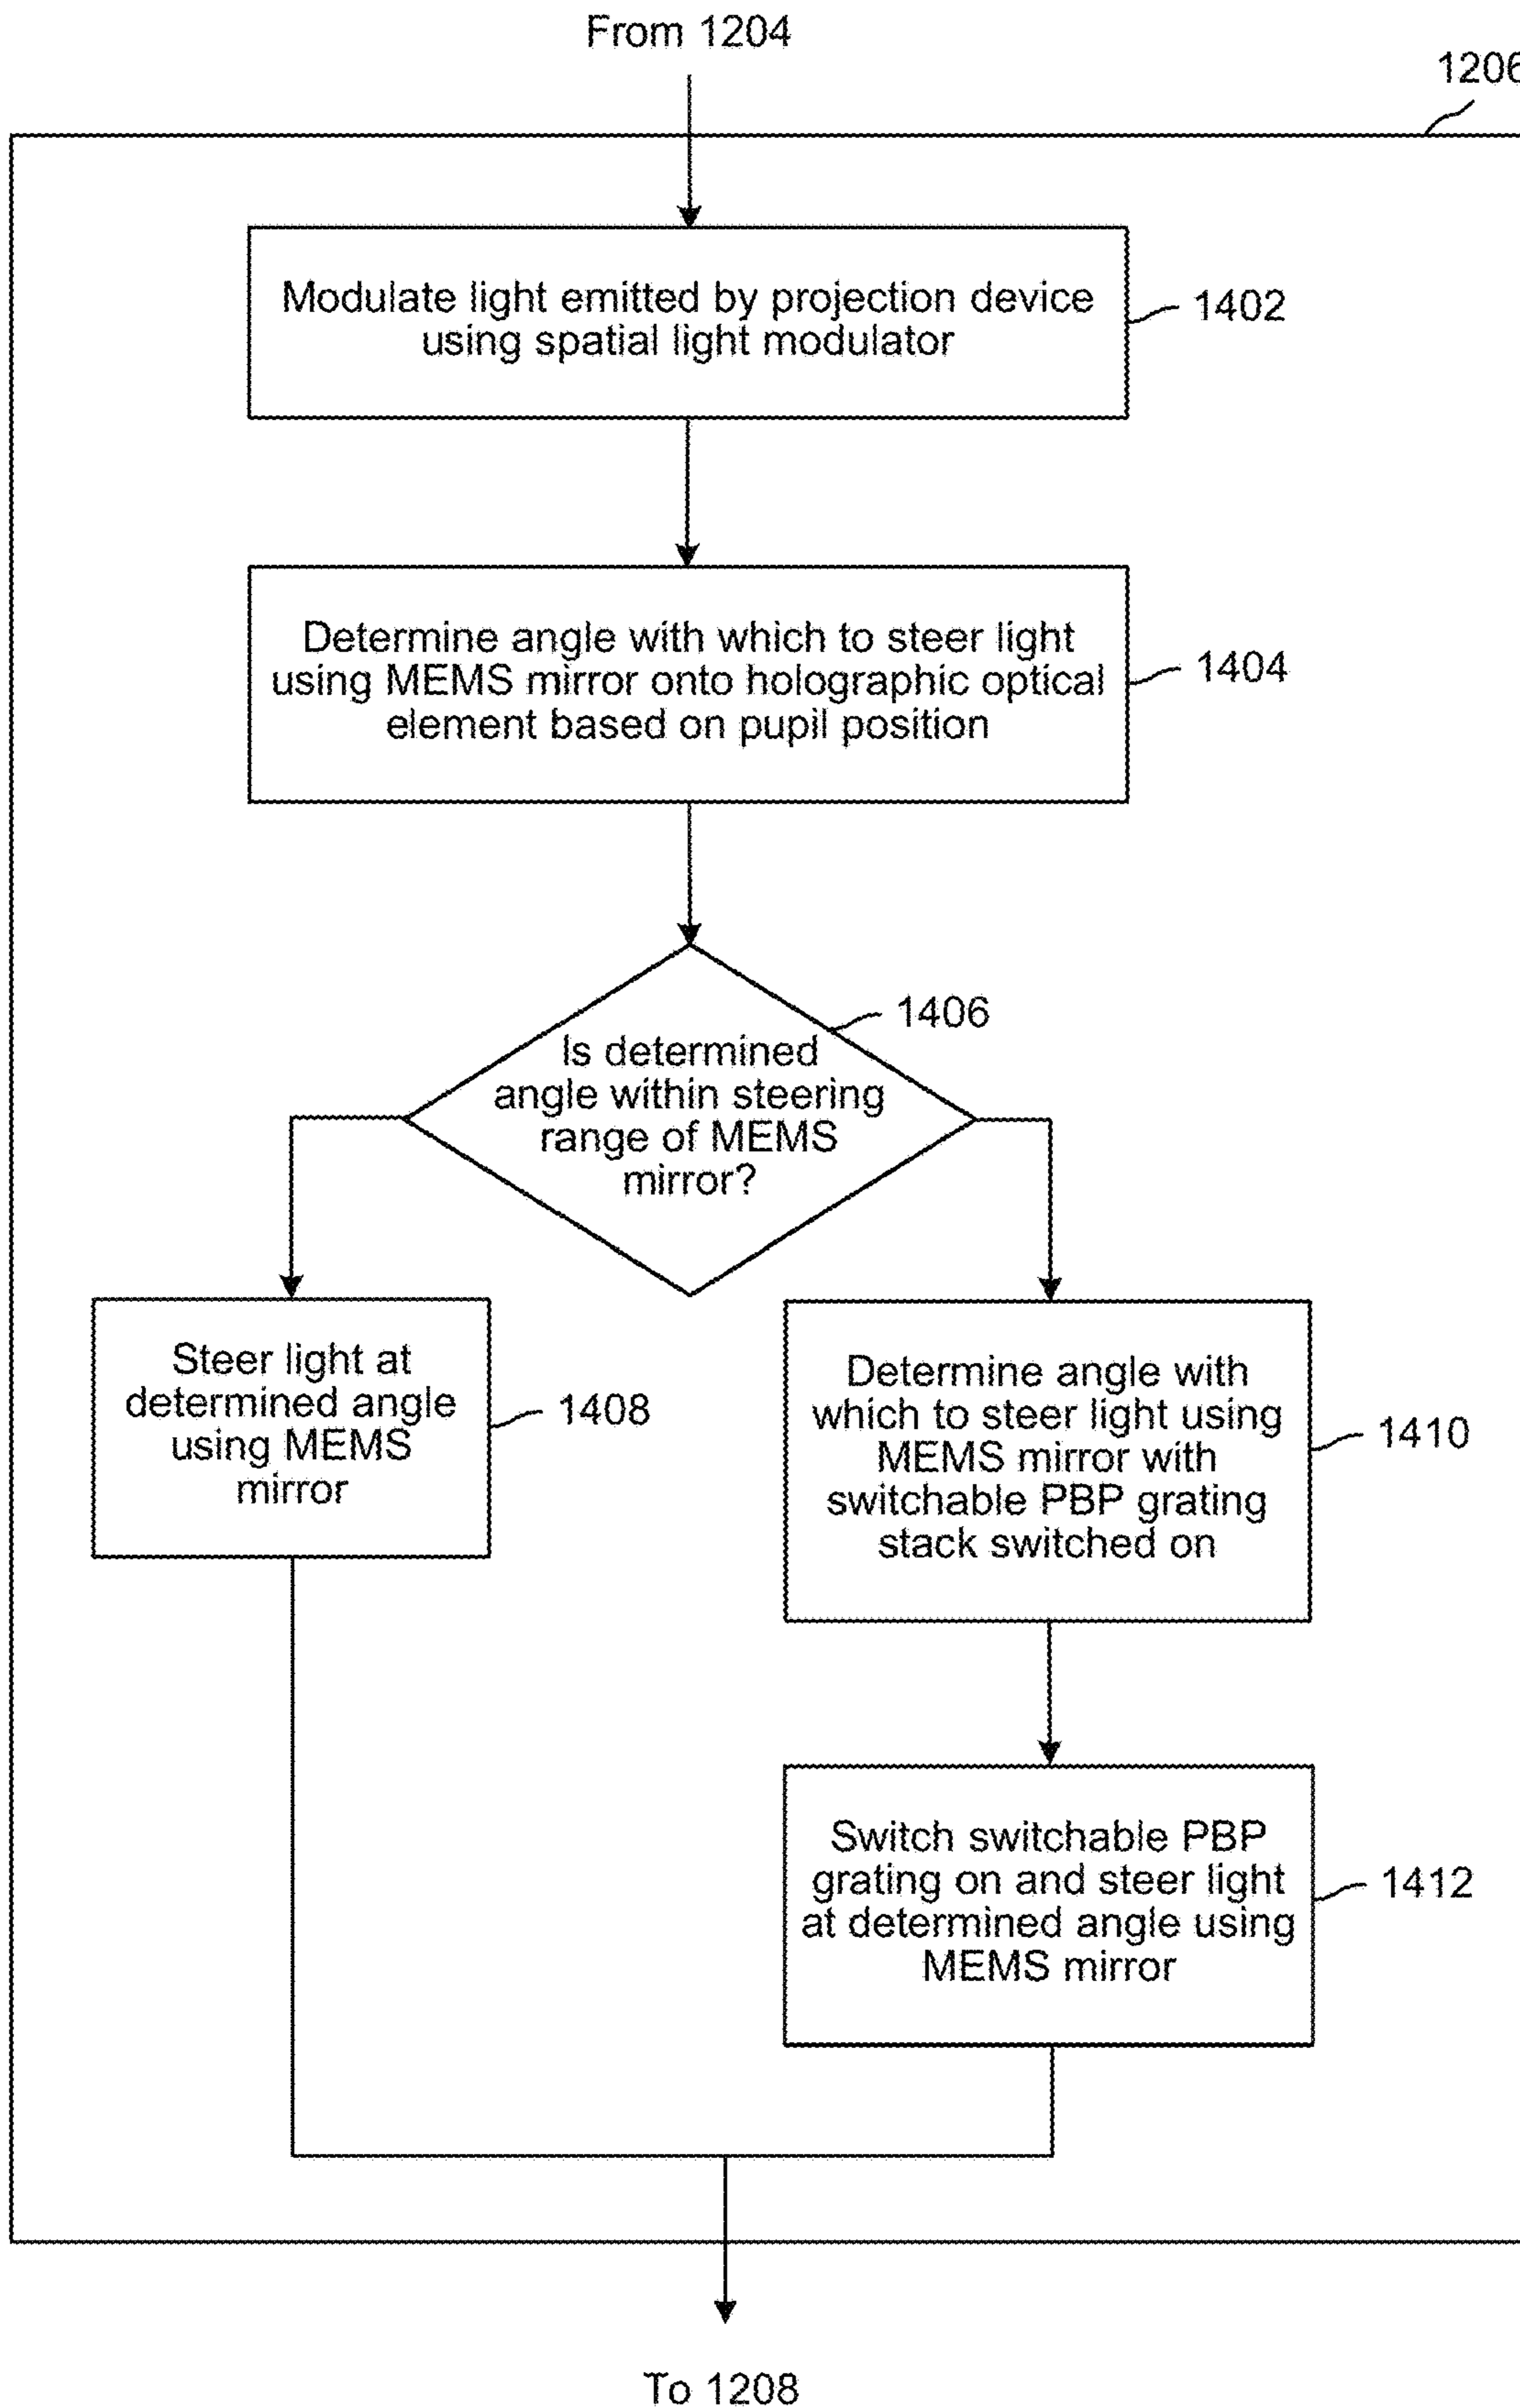 From 1204
1206
Modulate light emitted by projection device
using spatial light modulator
1402
Determine angle with which to steer light
using MEMS mirror onto holographic optical
element based on pupil position
1404
1406
Is determined
angle within steering
range of MEMS
mirror?
Steer light at
determined angle
using MEMS
mirror
1408
Determine angle with
which to steer light using
MEMS mirror with
switchable PBP grating
stack switched on
1410
Switch switchable PBP
grating on and steer light
at determined angle using
MEMS mirror
1412
To 1208